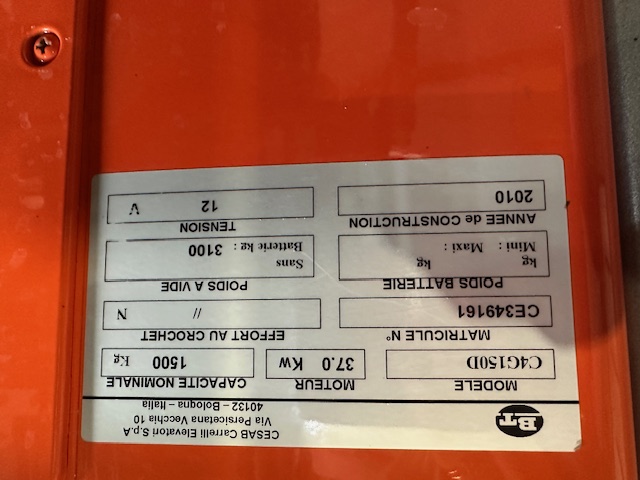 BT
CESAB Carrelli Elevatori S.p.A
Via Persicetana Vecchia 10
40132 – Bologna – Italia
MODELE MOTEUR CAPACITE NOMINALE
C4G150D 37.0 Kw 1500 Kg
MATRICULE N° EFFORT AU CROCHET
CE349161 // N
POIDS BATTERIE POIDS A VIDE
kg kg Sans
Mini : Maxi : Batterie kg : 3100
ANNEE de CONSTRUCTION TENSION
2010 12 V